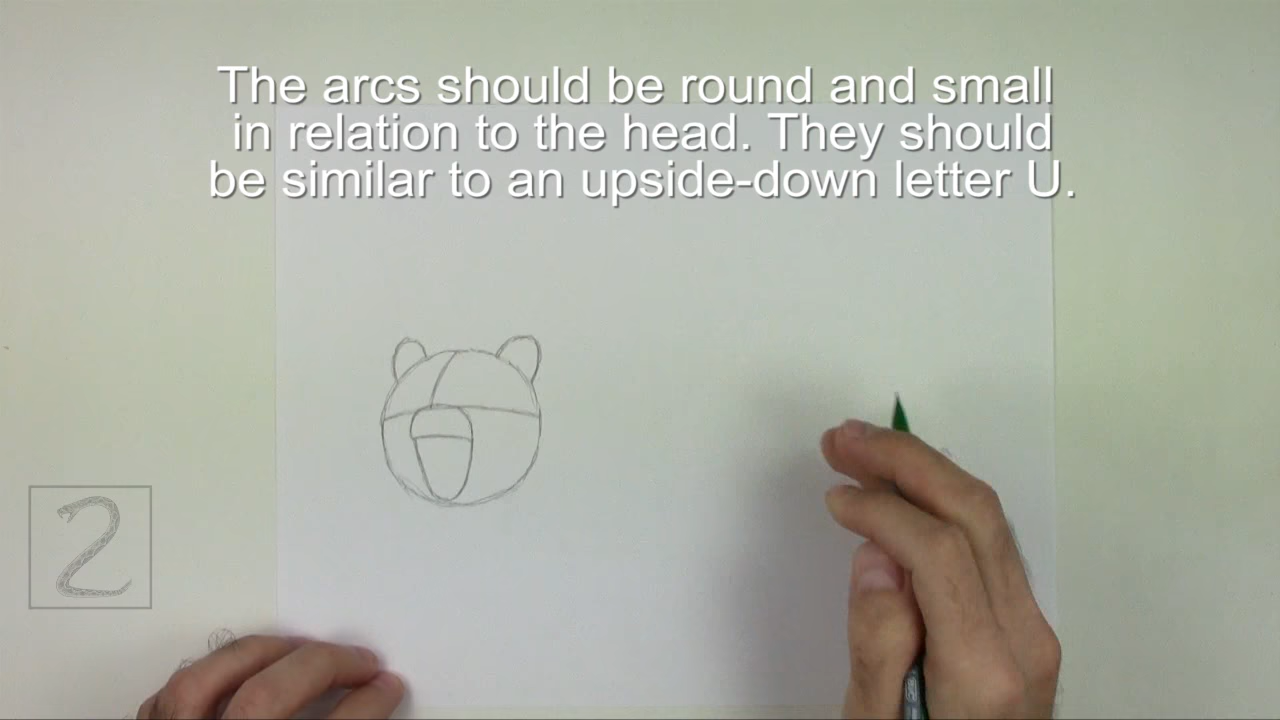 The arcs should be round and small
in relation to the head. They should
be similar to an upside-down letter U.
2